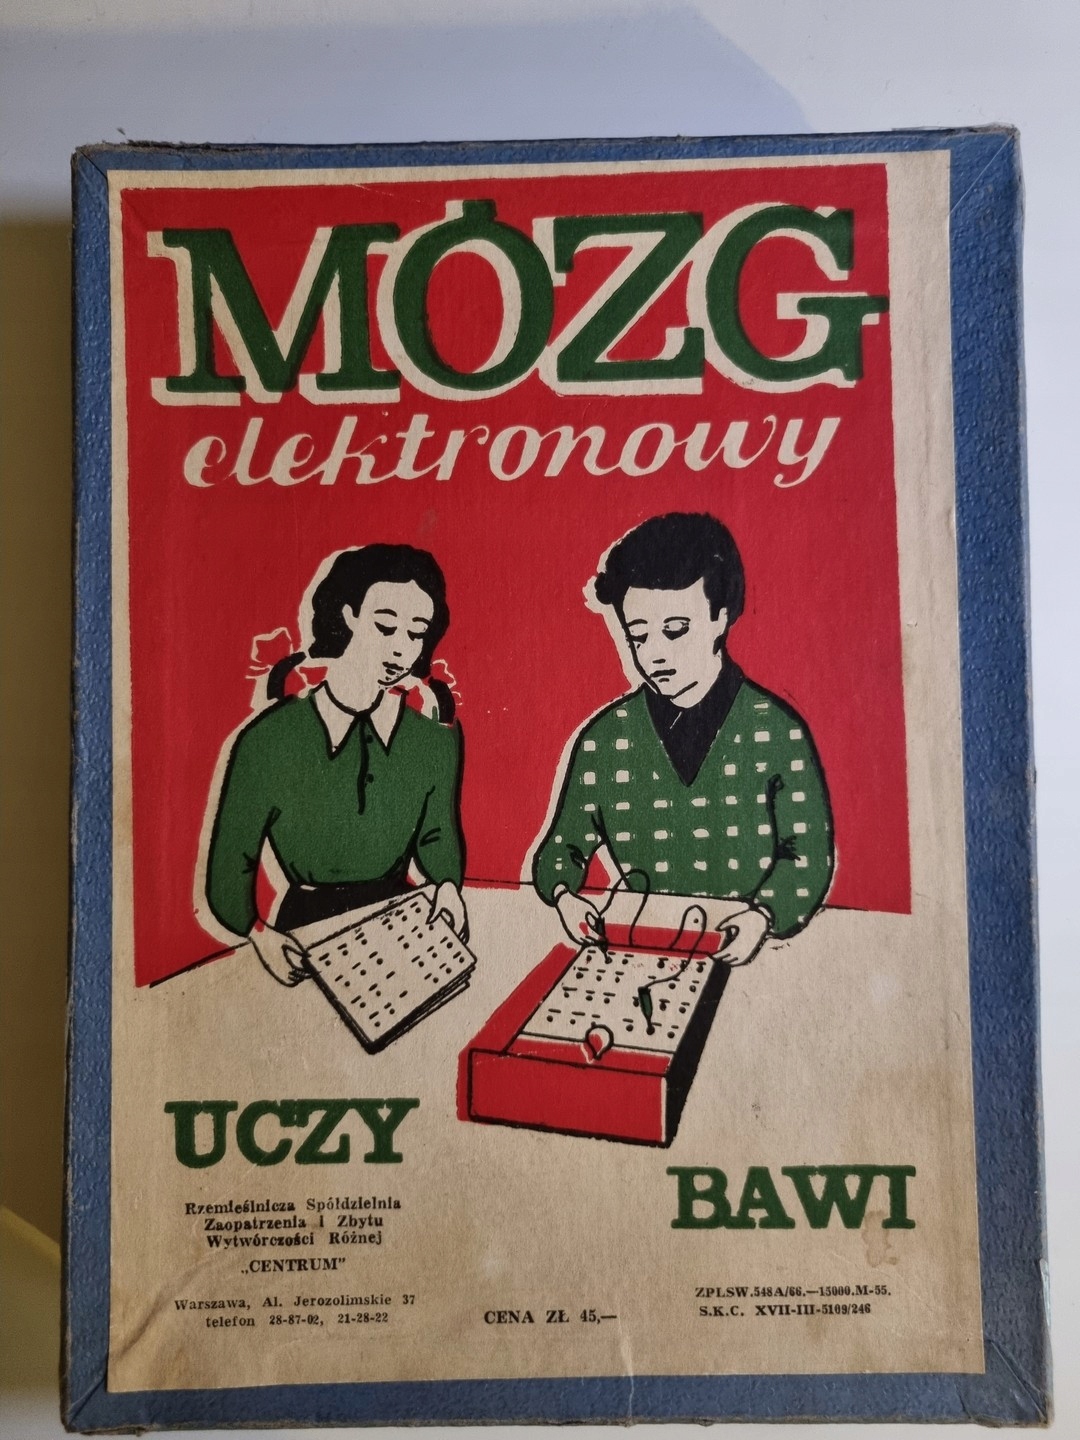 MÓZG
elektronowy
UCZY
BAWI
Rzemieślnicza Spółdzielnia
Zaopatrzenia i Zbytu
Wytwórczości Różnej
„CENTRUM”
Warszawa, Al. Jerozolimskie 37
telefon 28-87-02, 21-28-22
CENA ZŁ 45,—
ZPLSW.548A/66.—15000.M-55.
S.K.C. XVII-III-5109/246